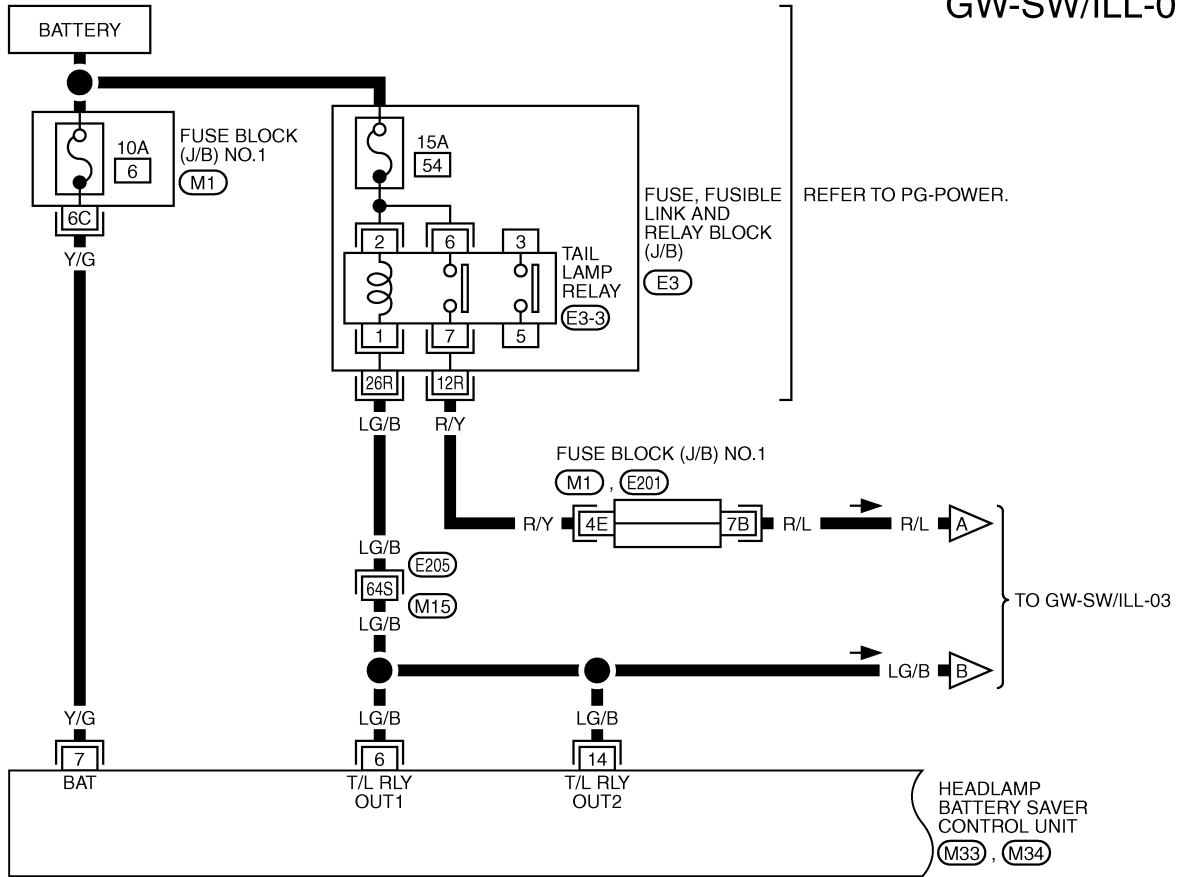 GW-SW/ILL-0
BATTERY
10A
6
FUSE BLOCK
(J/B) NO.1
M1
6C
Y/G
15A
54
2
6
3
TAIL
LAMP
RELAY
E3-3
1
7
5
26R
12R
FUSE, FUSIBLE
LINK AND
RELAY BLOCK
(J/B)
E3
REFER TO PG-POWER.
LG/B
R/Y
FUSE BLOCK (J/B) NO.1
M1 , E201
R/Y
4E
7B
R/L
R/L
A
LG/B
E205
64S
M15
LG/B
TO GW-SW/ILL-03
LG/B
B
Y/G
LG/B
LG/B
7
6
14
BAT
T/L RLY
OUT1
T/L RLY
OUT2
HEADLAMP
BATTERY SAVER
CONTROL UNIT
M33 , M34